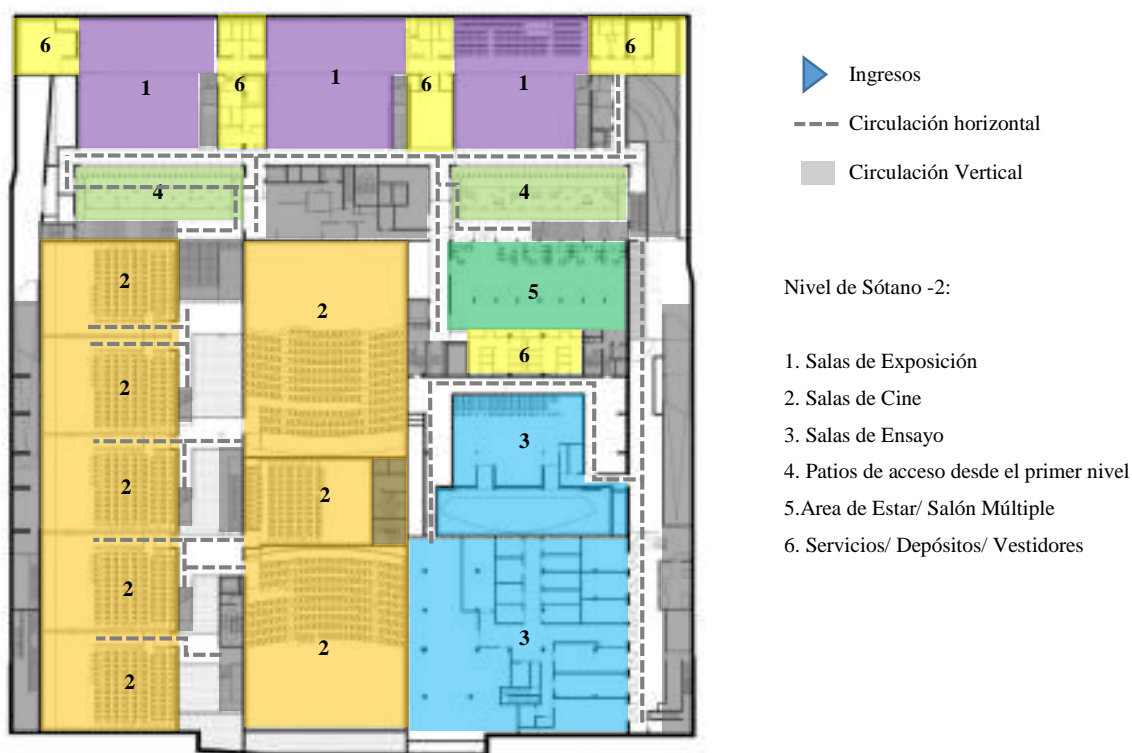 6
1
6
1
6
1
6
4
4
2
2
5
6
2
3
2
2
2
3
2
2
Ingresos
Circulación horizontal
Circulación Vertical
Nivel de Sótano -2:
1. Salas de Exposición
2. Salas de Cine
3. Salas de Ensayo
4. Patios de acceso desde el primer nivel
5.Area de Estar/ Salón Múltiple
6. Servicios/ Depósitos/ Vestidores